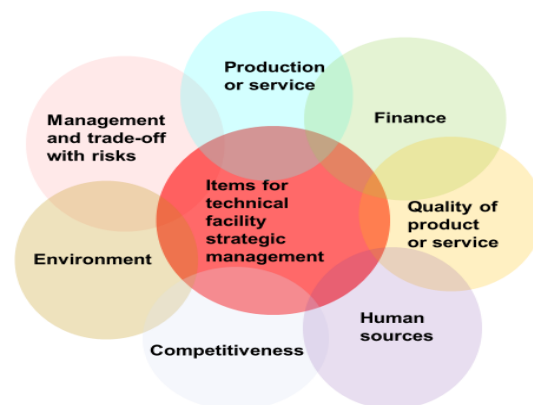 Production
or service
Finance
Management
and trade-off
with risks
Items for
technical
facility
strategic
management
Quality of
product
or service
Environment
Human
sources
Competitiveness